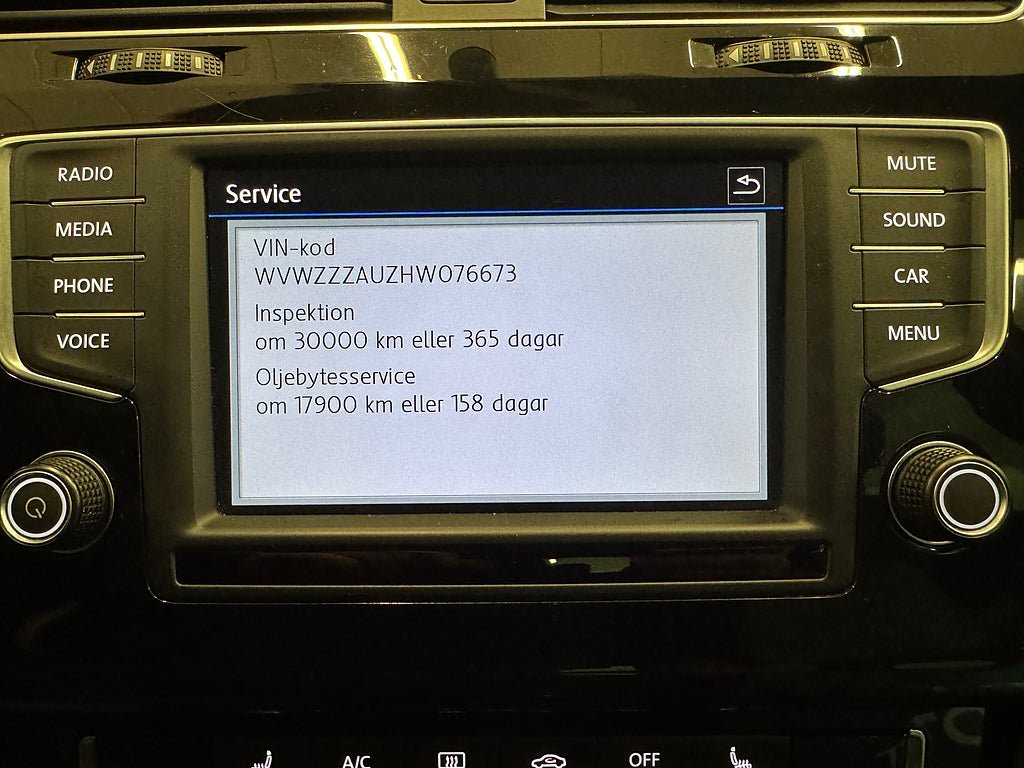 RADIO
MEDIA
PHONE
VOICE
Service
VIN-kod
WVWZZZAUZHW076673
Inspektion
om 30000 km eller 365 dagar
Oljebytesservice
om 17900 km eller 158 dagar
MUTE
SOUND
CAR
MENU
A/C
OFF